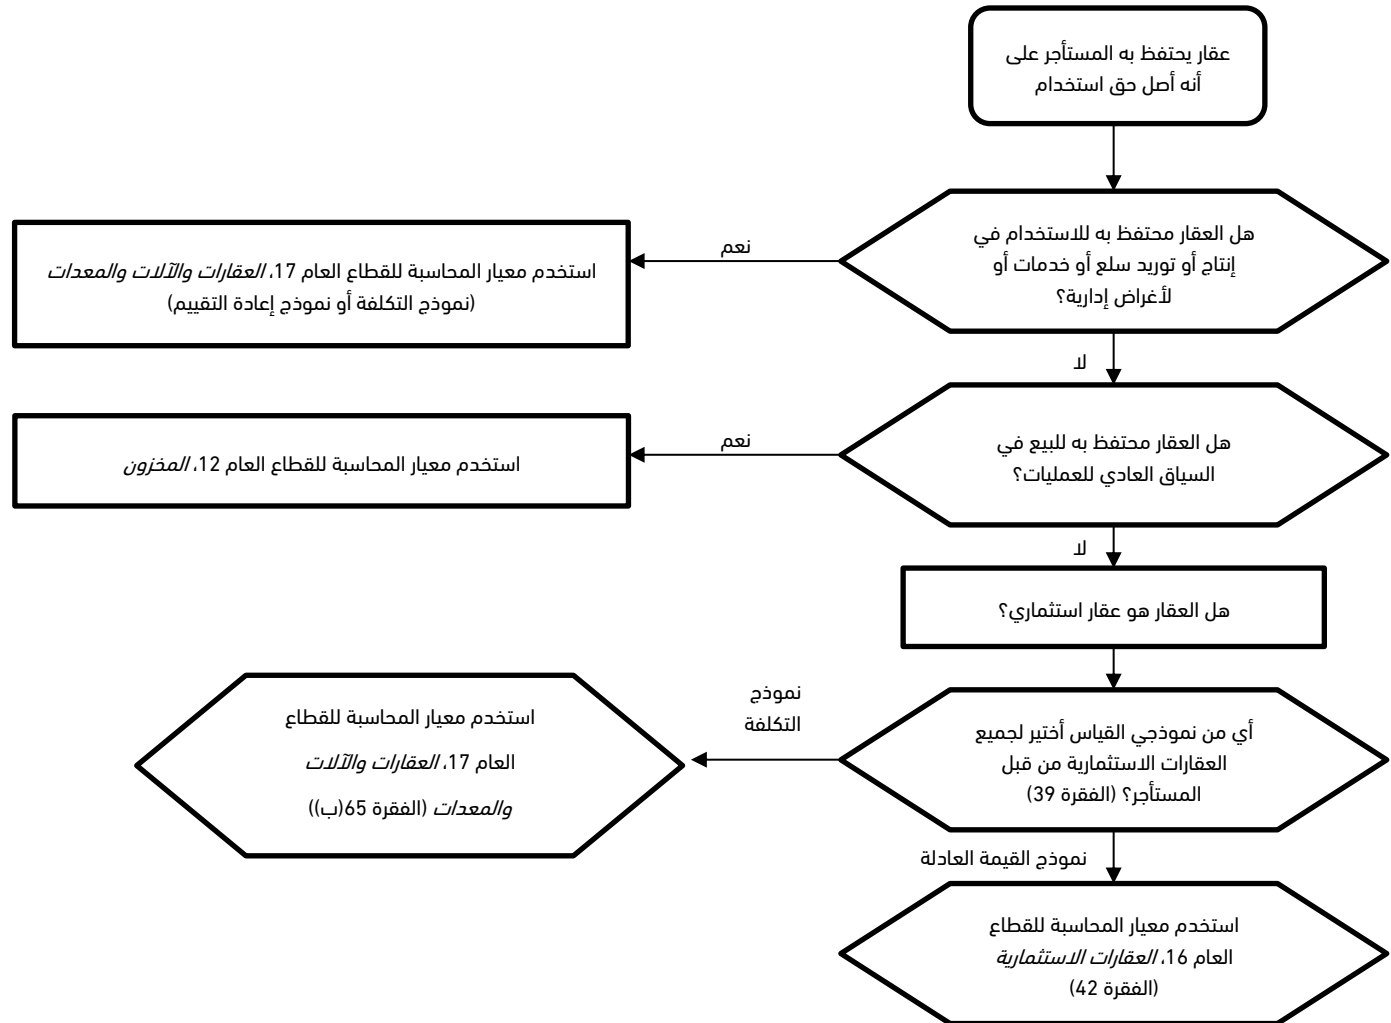 عقار يحتفظ به المستأجر على
أنه أصل حق استخدام
هل العقار محتفظ به للاستخدام في
إنتاج أو توريد سلع أو خدمات أو
لأغراض إدارية؟
نعم
استخدم معيار المحاسبة للقطاع العام 17، العقارات والآلات والمعدات
(نموذج التكلفة أو نموذج إعادة التقييم)
لا
هل العقار محتفظ به للبيع في
السياق العادي للعمليات؟
نعم
استخدم معيار المحاسبة للقطاع العام 12، المخزون
لا
هل العقار هو عقار استثماري؟
أي من نموذجي القياس أختير لجميع
العقارات الاستثمارية من قبل
المستأجر؟ (الفقرة 39)
نموذج
التكلفة
استخدم معيار المحاسبة للقطاع
العام 17، العقارات والآلات
والمعدات (الفقرة 65(ب))
نموذج القيمة العادلة
استخدم معيار المحاسبة للقطاع
العام 16، العقارات الاستثمارية
(الفقرة 42)